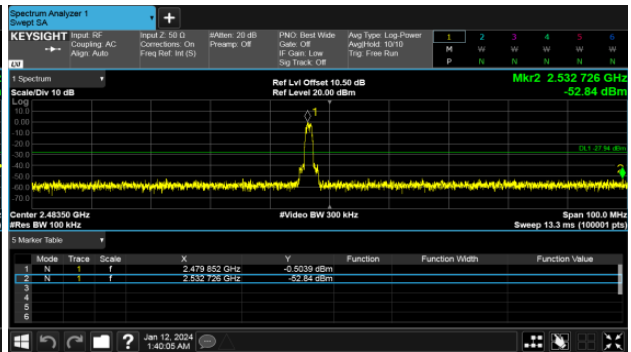 Spectrum Analyzer 1
Swept SA
+
KEYSIGHT Input: RF
Coupling: AC
Align: Auto
Input Z: 50 Ω
Corrections: On
Freq Ref: Int (S)
#Atten: 20 dB
Preamp: Off
PNO: Best Wide
Gate: Off
IF Gain: Low
Sig Track: Off
Avg Type: Log-Power
Avg|Hold: 10/10
Trig: Free Run
1 2 3 4 5 6
M W W W W W
P N N N N N
LXI
1 Spectrum
Scale/Div 10 dB
Ref Lvl Offset 10.50 dB
Ref Level 20.00 dBm
Mkr2 2.532 726 GHz
-52.84 dBm
Log
10.0
0.00
-10.0
-20.0
-30.0
-40.0
-50.0
-60.0
-70.0
1
DL1 -27.94 dBm
2
Center 2.48350 GHz
#Res BW 100 kHz
#Video BW 300 kHz
Span 100.0 MHz
Sweep 13.3 ms (100001 pts)
5 Marker Table
Mode Trace Scale X Y Function Function Width Function Value
1 N 1 f 2.479 852 GHz -0.5039 dBm
2 N 1 f 2.532 726 GHz -52.84 dBm
3
4
5
6
?
Jan 12, 2024
1:40:05 AM